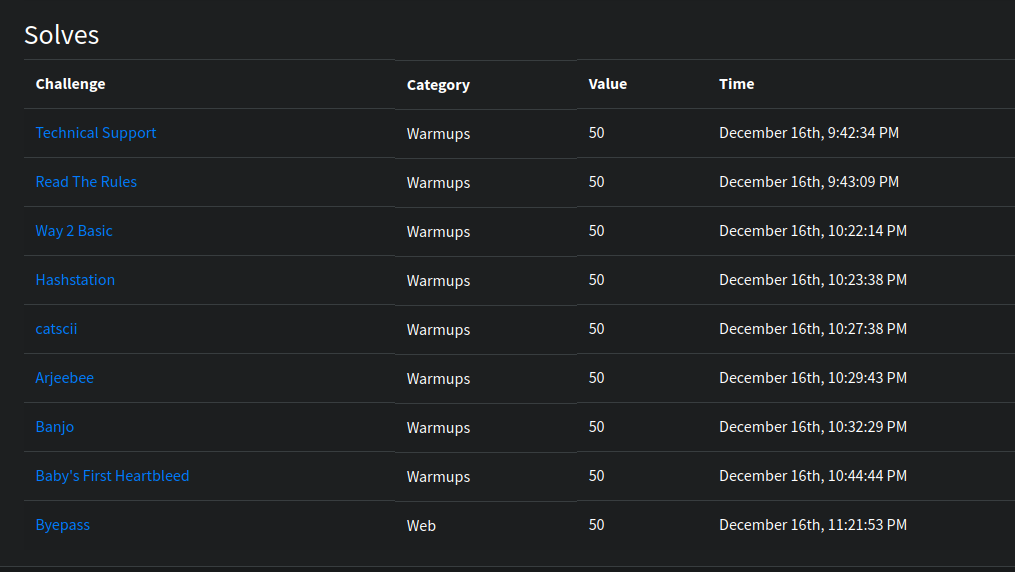 Solves
Challenge Category Value Time
Technical Support Warmups 50 December 16th, 9:42:34 PM
Read The Rules Warmups 50 December 16th, 9:43:09 PM
Way 2 Basic Warmups 50 December 16th, 10:22:14 PM
Hashstation Warmups 50 December 16th, 10:23:38 PM
catscii Warmups 50 December 16th, 10:27:38 PM
Arjeebee Warmups 50 December 16th, 10:29:43 PM
Banjo Warmups 50 December 16th, 10:32:29 PM
Baby's First Heartbleed Warmups 50 December 16th, 10:44:44 PM
Byepass Web 50 December 16th, 11:21:53 PM